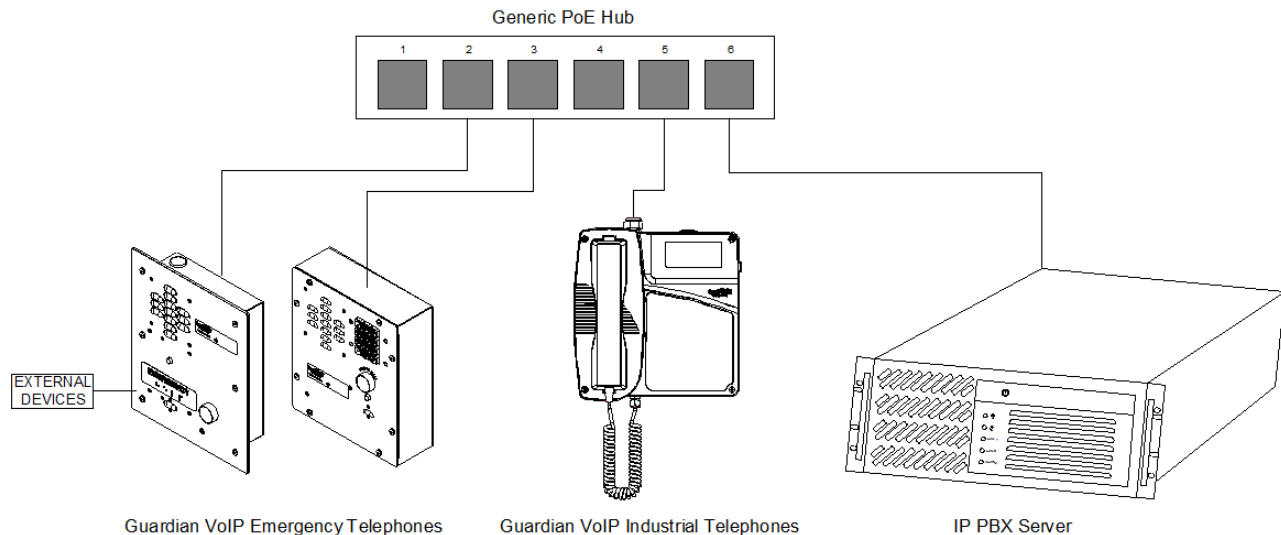 Generic PoE Hub
1 2 3 4 5 6
EXTERNAL
DEVICES
Guardian VoIP Emergency Telephones
Guardian VoIP Industrial Telephones
IP PBX Server